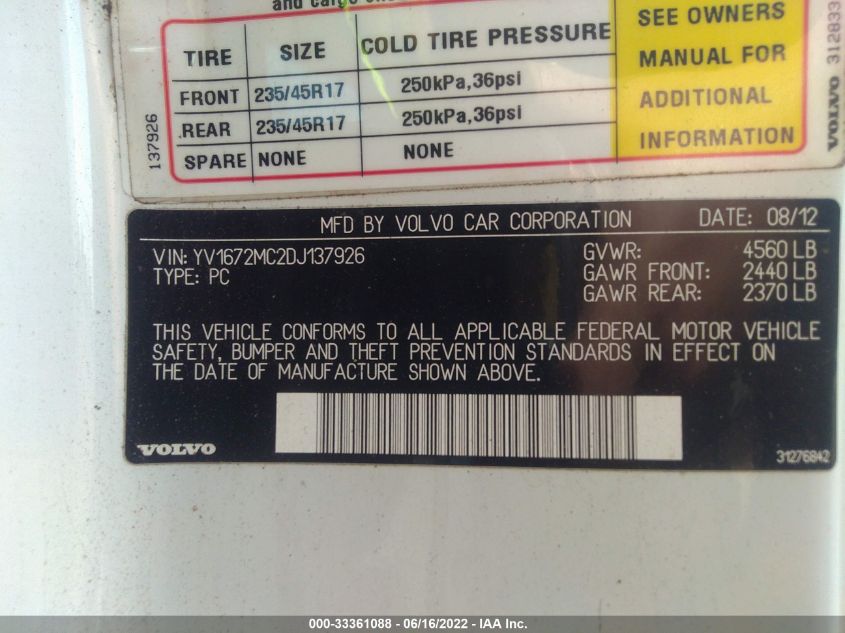 and cargo
TIRE SIZE COLD TIRE PRESSURE
FRONT 235/45R17 250kPa,36psi
REAR 235/45R17 250kPa,36psi
SPARE NONE NONE
SEE OWNERS
MANUAL FOR
ADDITIONAL
INFORMATION
137926
VOLVO 312833
MFD BY VOLVO CAR CORPORATION DATE: 08/12
VIN: YV1672MC2DJ137926 GVWR: 4560 LB
TYPE: PC GAWR FRONT: 2440 LB
GAWR REAR: 2370 LB
THIS VEHICLE CONFORMS TO ALL APPLICABLE FEDERAL MOTOR VEHICLE
SAFETY, BUMPER AND THEFT PREVENTION STANDARDS IN EFFECT ON
THE DATE OF MANUFACTURE SHOWN ABOVE.
VOLVO 31276842
000-33361088 - 06/16/2022 - IAA Inc.